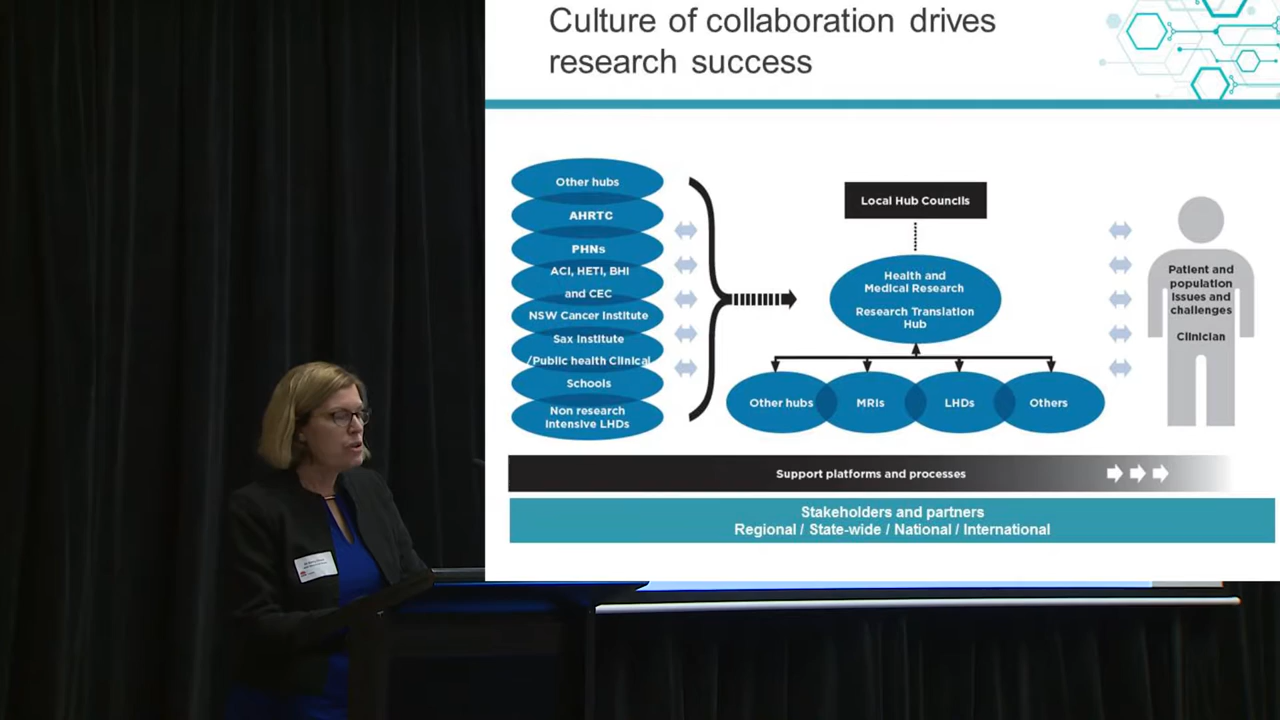 Culture of collaboration drives
research success
Other hubs
AHRTC
PHNs
ACI, HETI, BHI
and CEC
NSW Cancer Institute
Sax Institute
/Public health Clinical
Schools
Non research
intensive LHDs
Local Hub Councils
Health and
Medical Research
Research Translation
Hub
Other hubs
MRIs
LHDs
Others
Patient and
population
issues and
challenges
Clinician
Support platforms and processes
Stakeholders and partners
Regional / State-wide / National / International